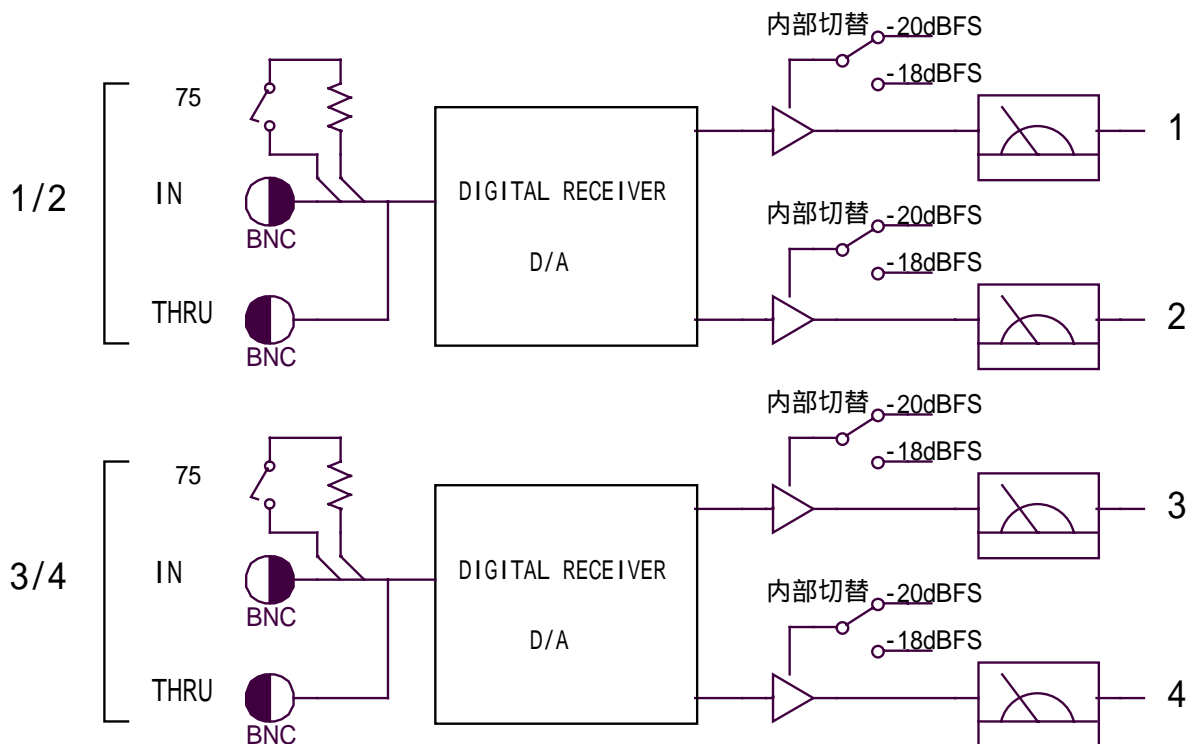 内部切替 -20dBFS
-18dBFS
75
1
1/2
IN
BNC
DIGITAL RECEIVER
D/A
内部切替 -20dBFS
-18dBFS
THRU
BNC
2
内部切替 -20dBFS
-18dBFS
75
3
3/4
IN
BNC
DIGITAL RECEIVER
D/A
内部切替 -20dBFS
-18dBFS
THRU
BNC
4